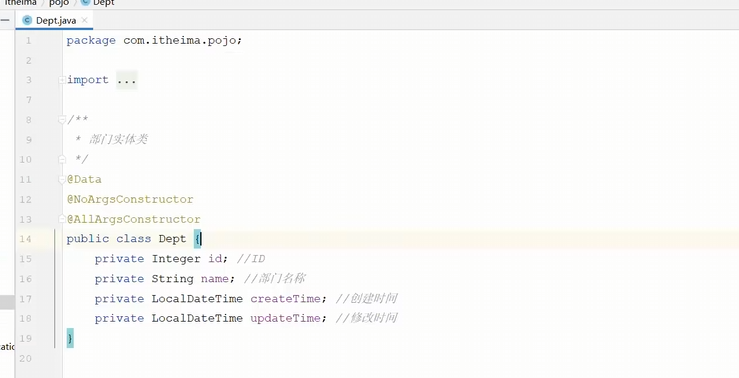 itheima pojo Dept
Dept.java
1 package com.itheima.pojo;
2
3 import ...
7
8 /**
9 * 部门实体类
10 */
11 @Data
12 @NoArgsConstructor
13 @AllArgsConstructor
14 public class Dept {
15 private Integer id; //ID
16 private String name; //部门名称
17 private LocalDateTime createTime; //创建时间
18 private LocalDateTime updateTime; //修改时间
19 }
20